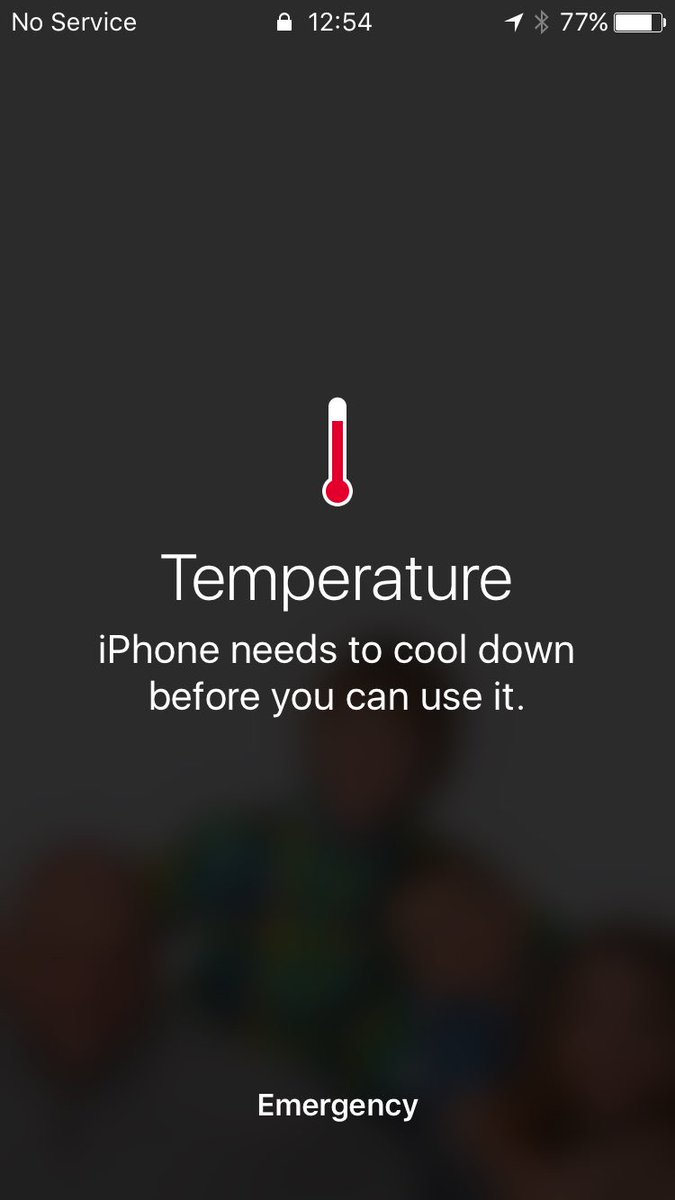 No Service 12:54 77%
Temperature
iPhone needs to cool down
before you can use it.
Emergency